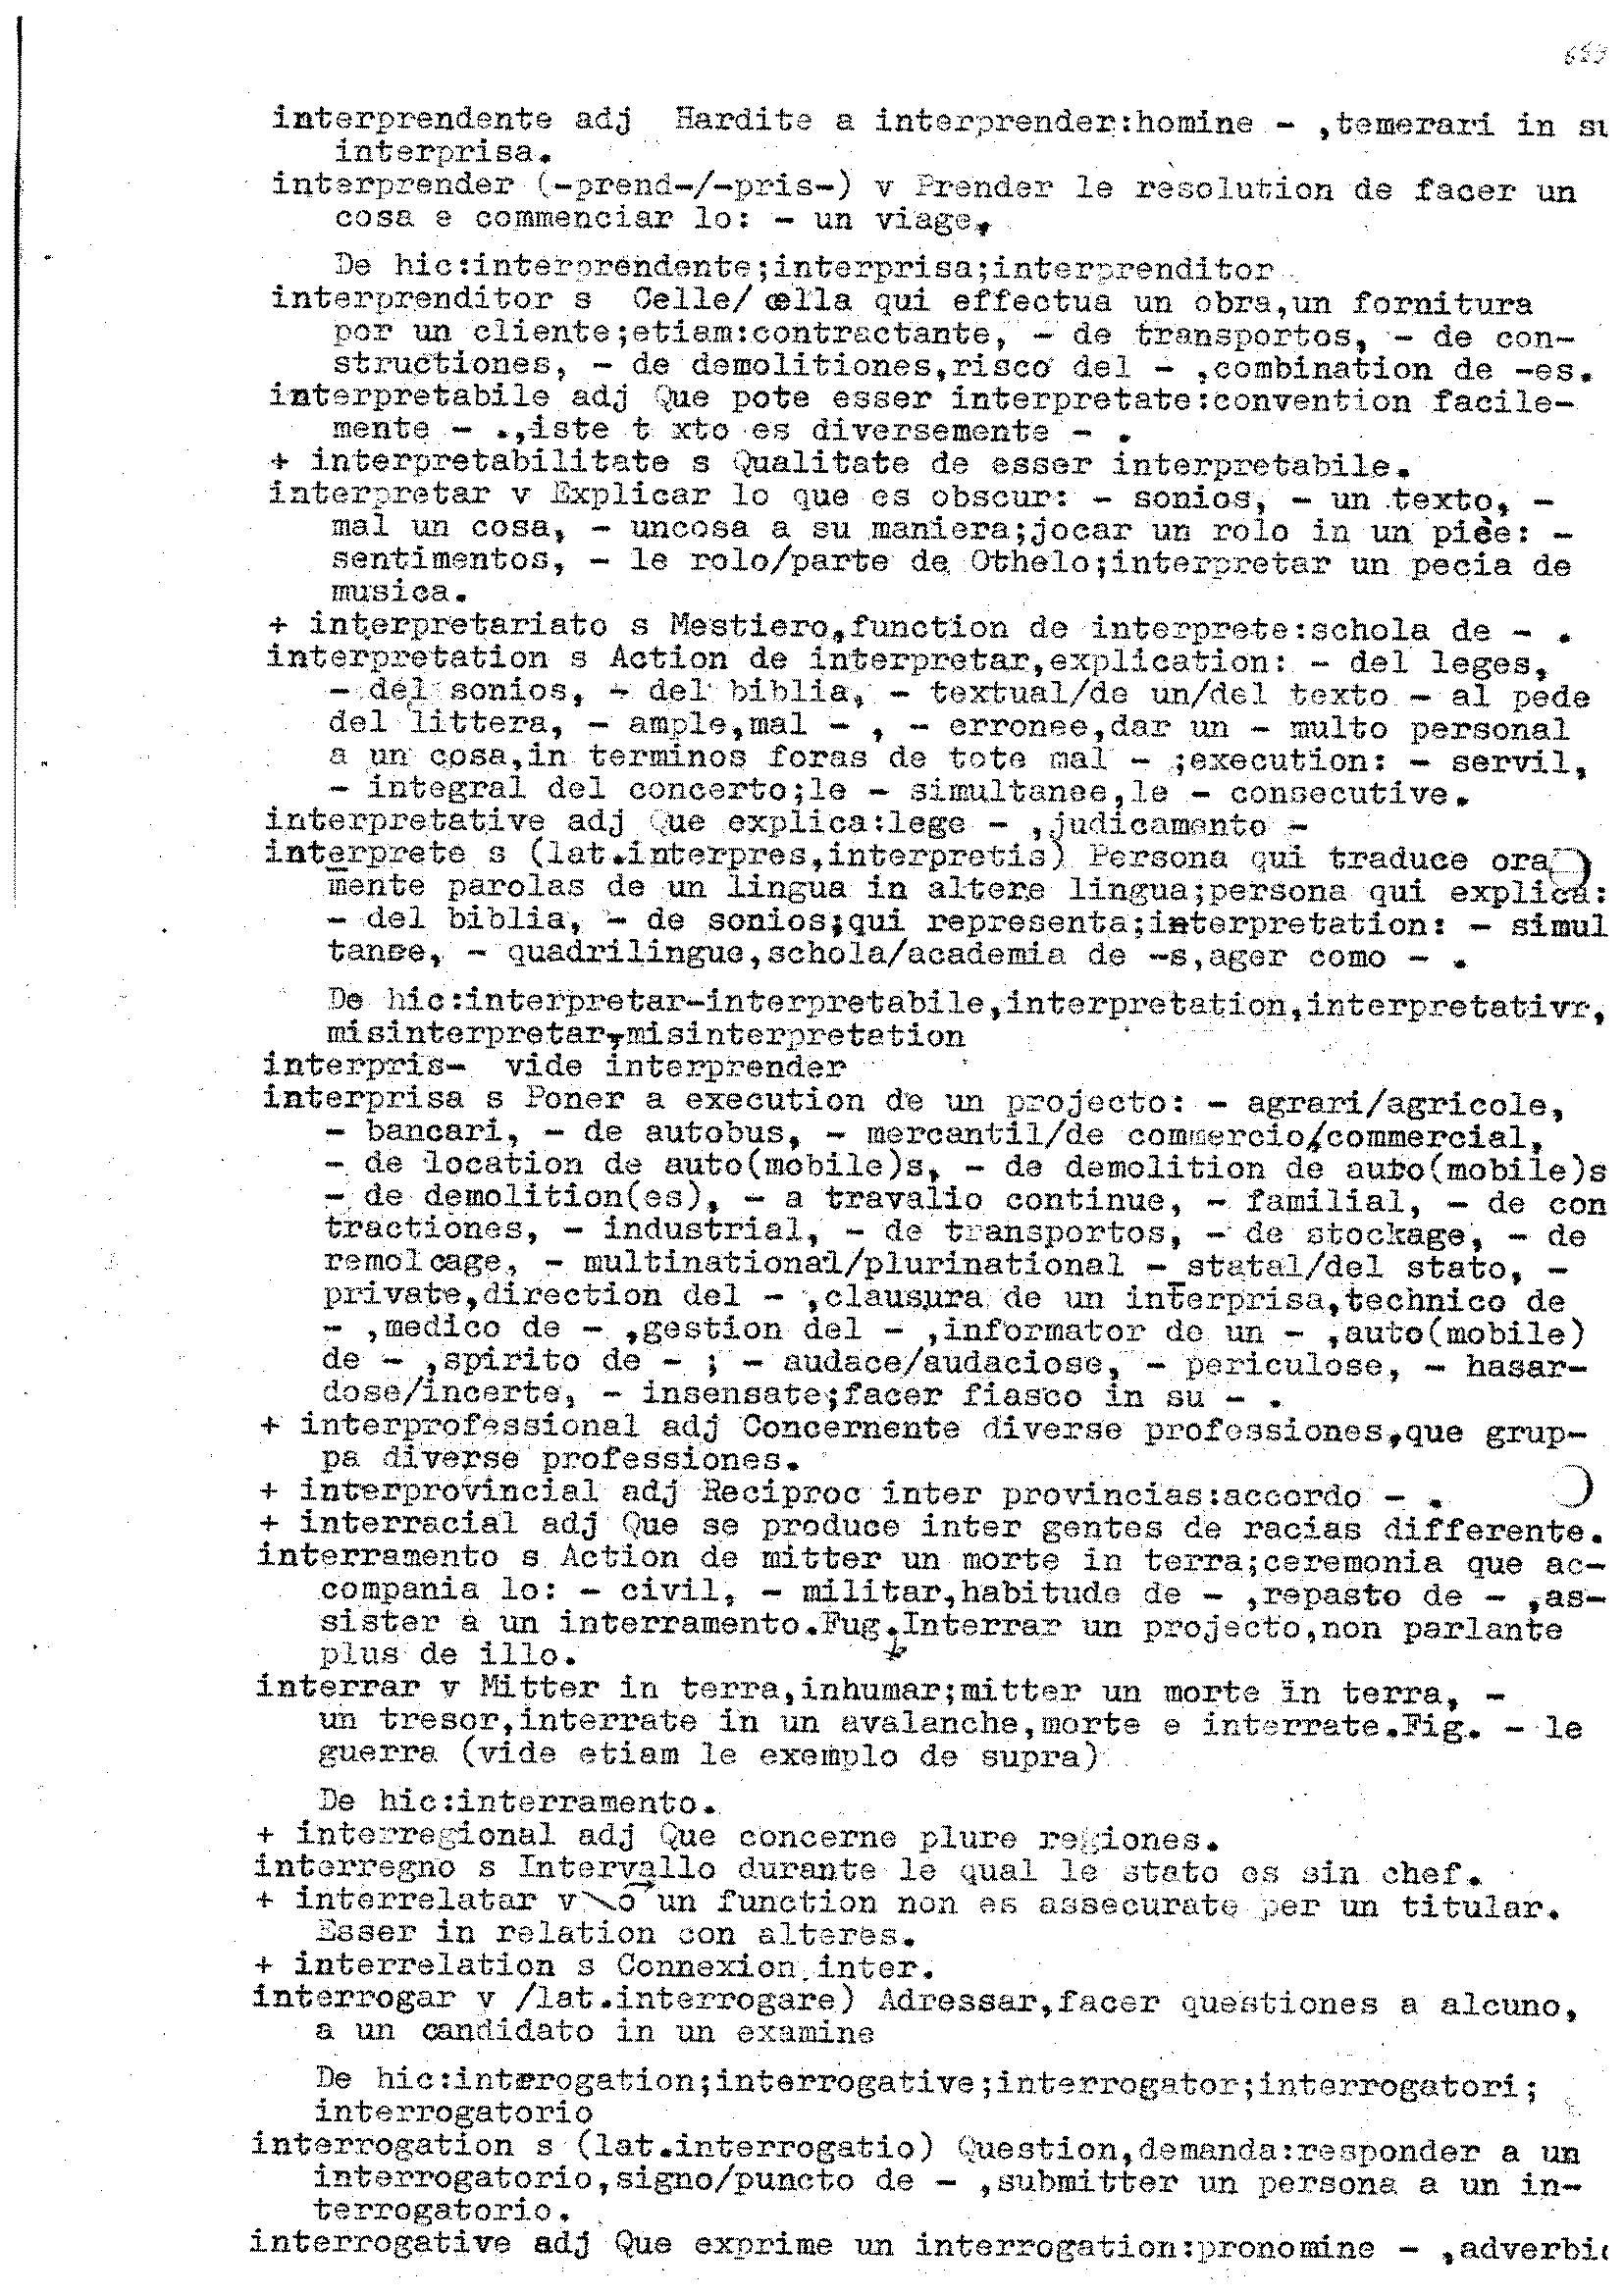 interprendente adj  Hardite a interprender:homine - ,temerari in su
interprisa.
interprender (-prend-/-pris-) v Prender le resolution de facer un
cosa e commenciar lo: - un viage,
De hic:interprendente;interprisa;interprenditor
interprenditor s  Celle/ cella qui effectua un obra,un fornitura
por un cliente;etiam:contractante, - de transportos, - de con-
structiones, - de demolitiones,risco del - ,combination de -es.
interpretabile adj Que pote esser interpretate:convention facile-
mente - .,iste t xto es diversemente - .
+ interpretabilitate s Qualitate de esser interpretabile.
interpretar v Explicar lo que es obscur: - sonios, - un texto, -
mal un cosa, - uncosa a su maniera;jocar un rolo in un pièe: -
sentimentos, - le rolo/parte de Othelo;interpretar un pecia de
musica.
+ interpretariato s Mestiero,function de interprete:schola de - .
interpretation s Action de interpretar,explication: - del leges,
- del sonios, - del biblia, - textual/de un/del texto - al pede
del littera, - ample,mal - , - erronee,dar un - multo personal
a un cosa,in terminos foras de tote mal - ;execution: - servil,
- integral del concerto;le - simultanee,le - consecutive.
interpretative adj Que explica:lege - ,judicamento -
interprete s (lat.interpres,interpretis) Persona qui traduce ora
mente parolas de un lingua in altere lingua;persona qui explica:
- del biblia, - de sonios;qui representa;interpretation: - simul
tanee, - quadrilingue,schola/academia de -s,ager como - .
De hic:interpretar-interpretabile,interpretation,interpretativr,
misinterpretar-misinterpretation
interpris-  vide interprender
interprisa s Poner a execution de un projecto: - agrari/agricole,
- bancari, - de autobus, - mercantil/de commercio/commercial,
- de location de auto(mobile)s, - de demolition de auto(mobile)s
- de demolition(es), - a travalio continue, - familial, - de con
tractiones, - industrial, - de transportos, - de stockage, - de
remolcage, - multinational/plurinational - statal/del stato, -
private,direction del - ,clausura de un interprisa,technico de
- ,medico de - ,gestion del - ,informator de un - ,auto(mobile)
de - ,spirito de - ; - audace/audaciose, - periculose, - hasar-
dose/incerte, - insensate;facer fiasco in su - .
+ interprofessional adj Concernente diverse professiones,que grup-
pa diverse professiones.
+ interprovincial adj Reciproc inter provincias:accordo - .
+ interracial adj Que se produce inter gentes de racias differente.
interramento s Action de mitter un morte in terra;ceremonia que ac-
compania lo: - civil, - militar,habitude de - ,repasto de - ,as-
sister a un interramento.Fug.Interrar un projecto,non parlante
plus de illo.
interrar v Mitter in terra,inhumar;mitter un morte in terra, -
un tresor,interrate in un avalanche,morte e interrate.Fig. - le
guerra (vide etiam le exemplo de supra)
De hic:interramento.
+ interregional adj Que concerne plure regiones.
interregno s Intervallo durante le qual le stato es sin chef.
+ interrelatar v o un function non es assecurate per un titular.
Esser in relation con alteres.
+ interrelation s Connexion inter.
interrogar v /lat.interrogare) Adressar,facer questiones a alcuno,
a un candidato in un examine
De hic:interrogation;interrogative;interrogator;interrogatori;
interrogatorio
interrogation s (lat.interrogatio) Question,demanda:responder a un
interrogatorio,signo/puncto de - ,submitter un persona a un in-
terrogatorio.
interrogative adj Que exprime un interrogation:pronomine - ,